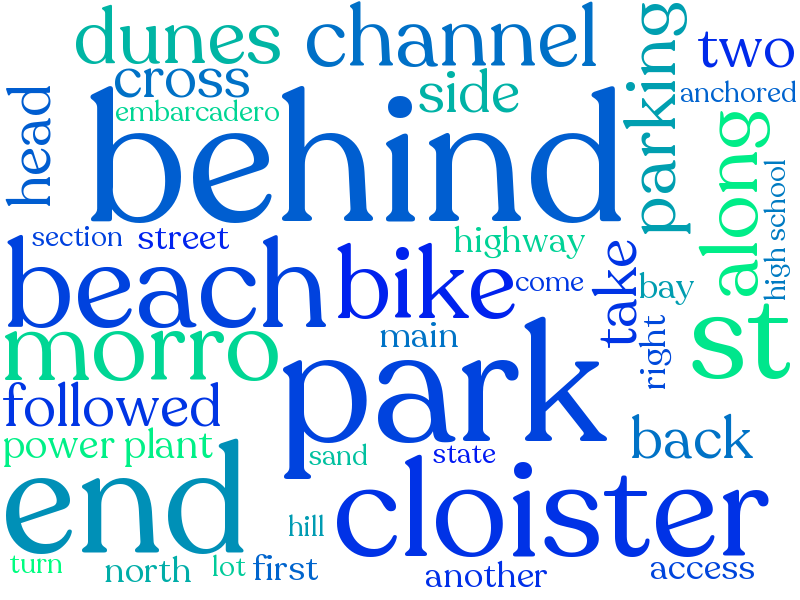 dunes
channel
parking
two
cross
side
anchored
embarcadero
head
behind
along
high school
section
street
highway
beach
bike
come
take
bay
st
morro
main
park
right
followed
back
power plant
sand
state
end
cloister
hill
turn
north
lot
first
another
access